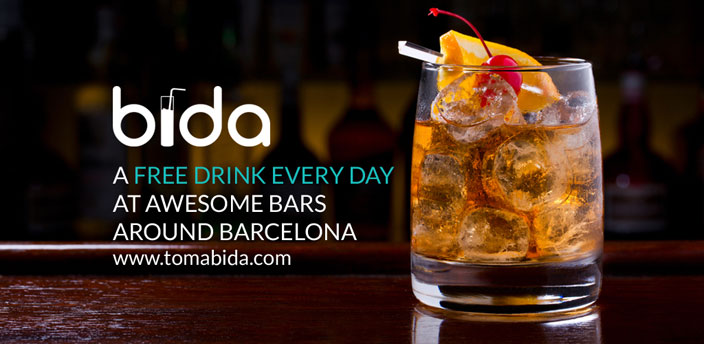 bida
A FREE DRINK EVERY DAY
AT AWESOME BARS
AROUND BARCELONA
www.tomabida.com